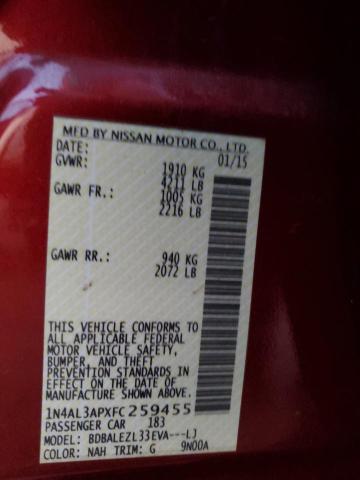 MFD BY NISSAN MOTOR CO., LTD.
DATE: 01/15
GVWR: 1910 KG
4211 LB
GAWR FR: 1005 KG
2216 LB
GAWR RR: 940 KG
2072 LB
THIS VEHICLE CONFORMS TO
ALL APPLICABLE FEDERAL
MOTOR VEHICLE SAFETY,
BUMPER, AND THEFT
PREVENTION STANDARDS IN
EFFECT ON THE DATE OF
MANUFACTURE SHOWN ABOVE.
1N4AL3APXFC259455
PASSENGER CAR 183
MODEL: BDBALEZL33EVA---LJ
COLOR: NAH TRIM: G 9N00A